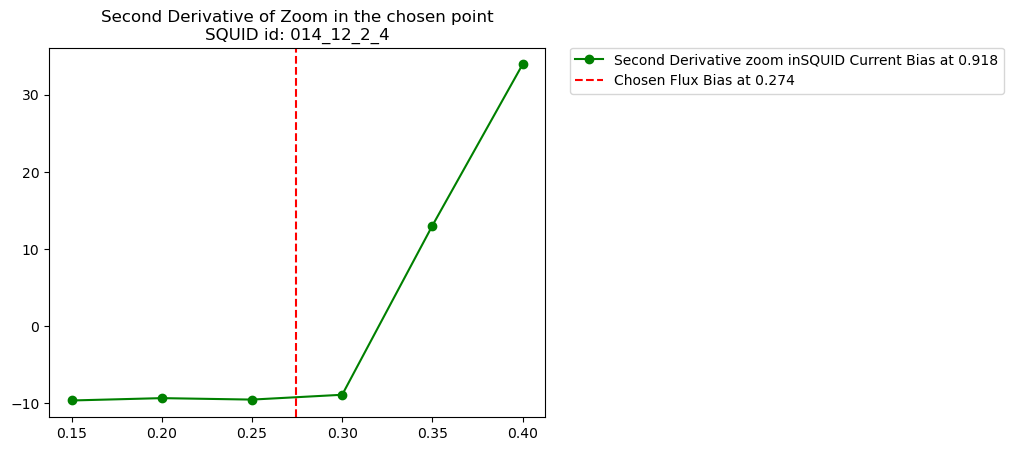 Second Derivative of Zoom in the chosen point
SQUID id: 014_12_2_4
Second Derivative zoom inSQUID Current Bias at 0.918
Chosen Flux Bias at 0.274
30
20
10
0
−10
0.15 0.20 0.25 0.30 0.35 0.40